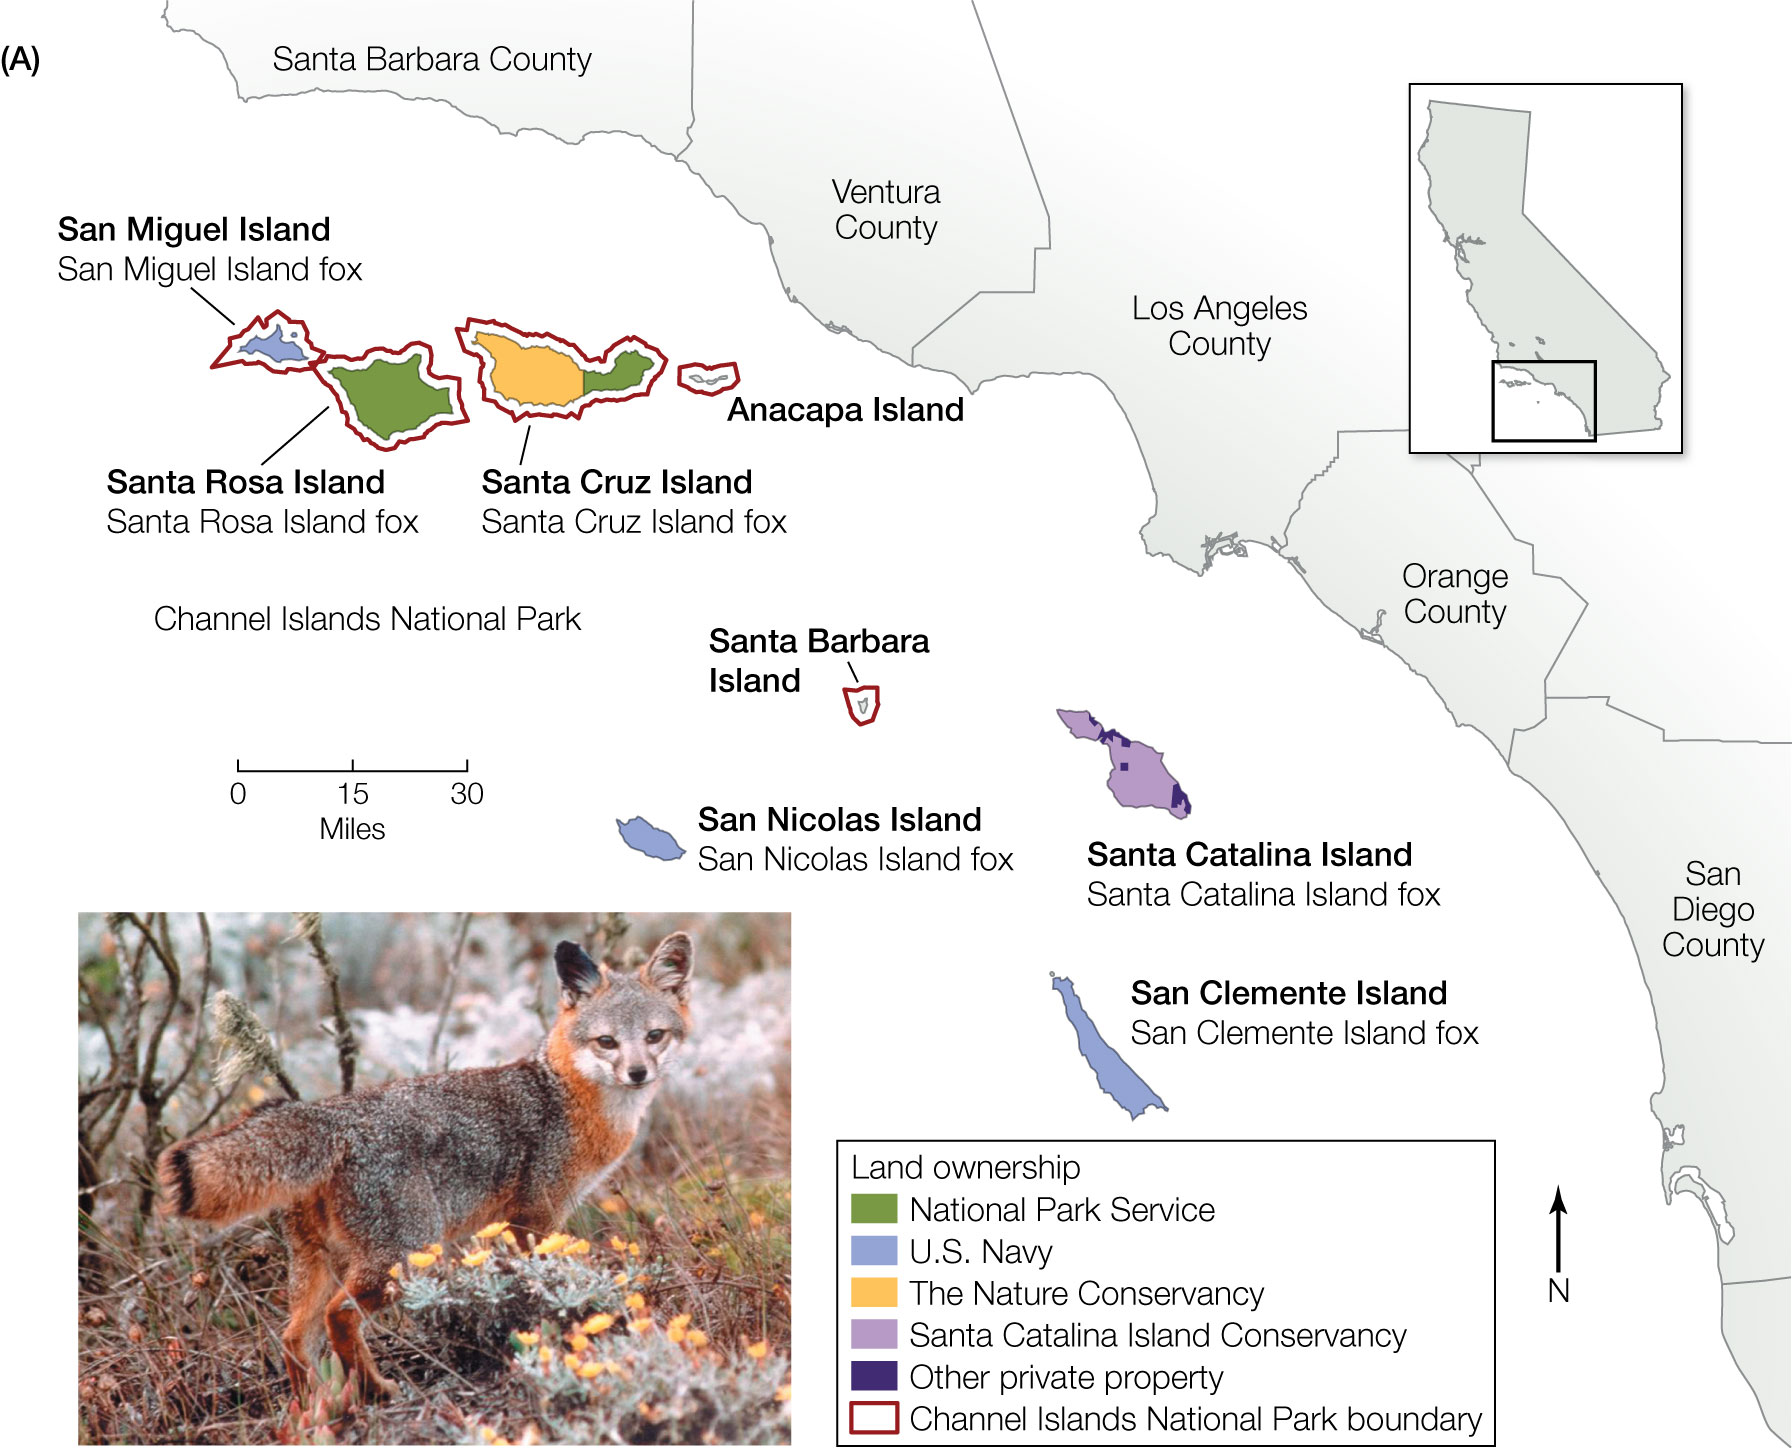 (A)
Santa Barbara County
Ventura
County
Los Angeles
County
San Miguel Island
San Miguel Island fox
Anacapa Island
Santa Rosa Island
Santa Rosa Island fox
Santa Cruz Island
Santa Cruz Island fox
Orange
County
Channel Islands National Park
Santa Barbara
Island
0 15 30
Miles
San Nicolas Island
San Nicolas Island fox
Santa Catalina Island
Santa Catalina Island fox
San
Diego
County
San Clemente Island
San Clemente Island fox
Land ownership
National Park Service
U.S. Navy
The Nature Conservancy
Santa Catalina Island Conservancy
Other private property
Channel Islands National Park boundary
N